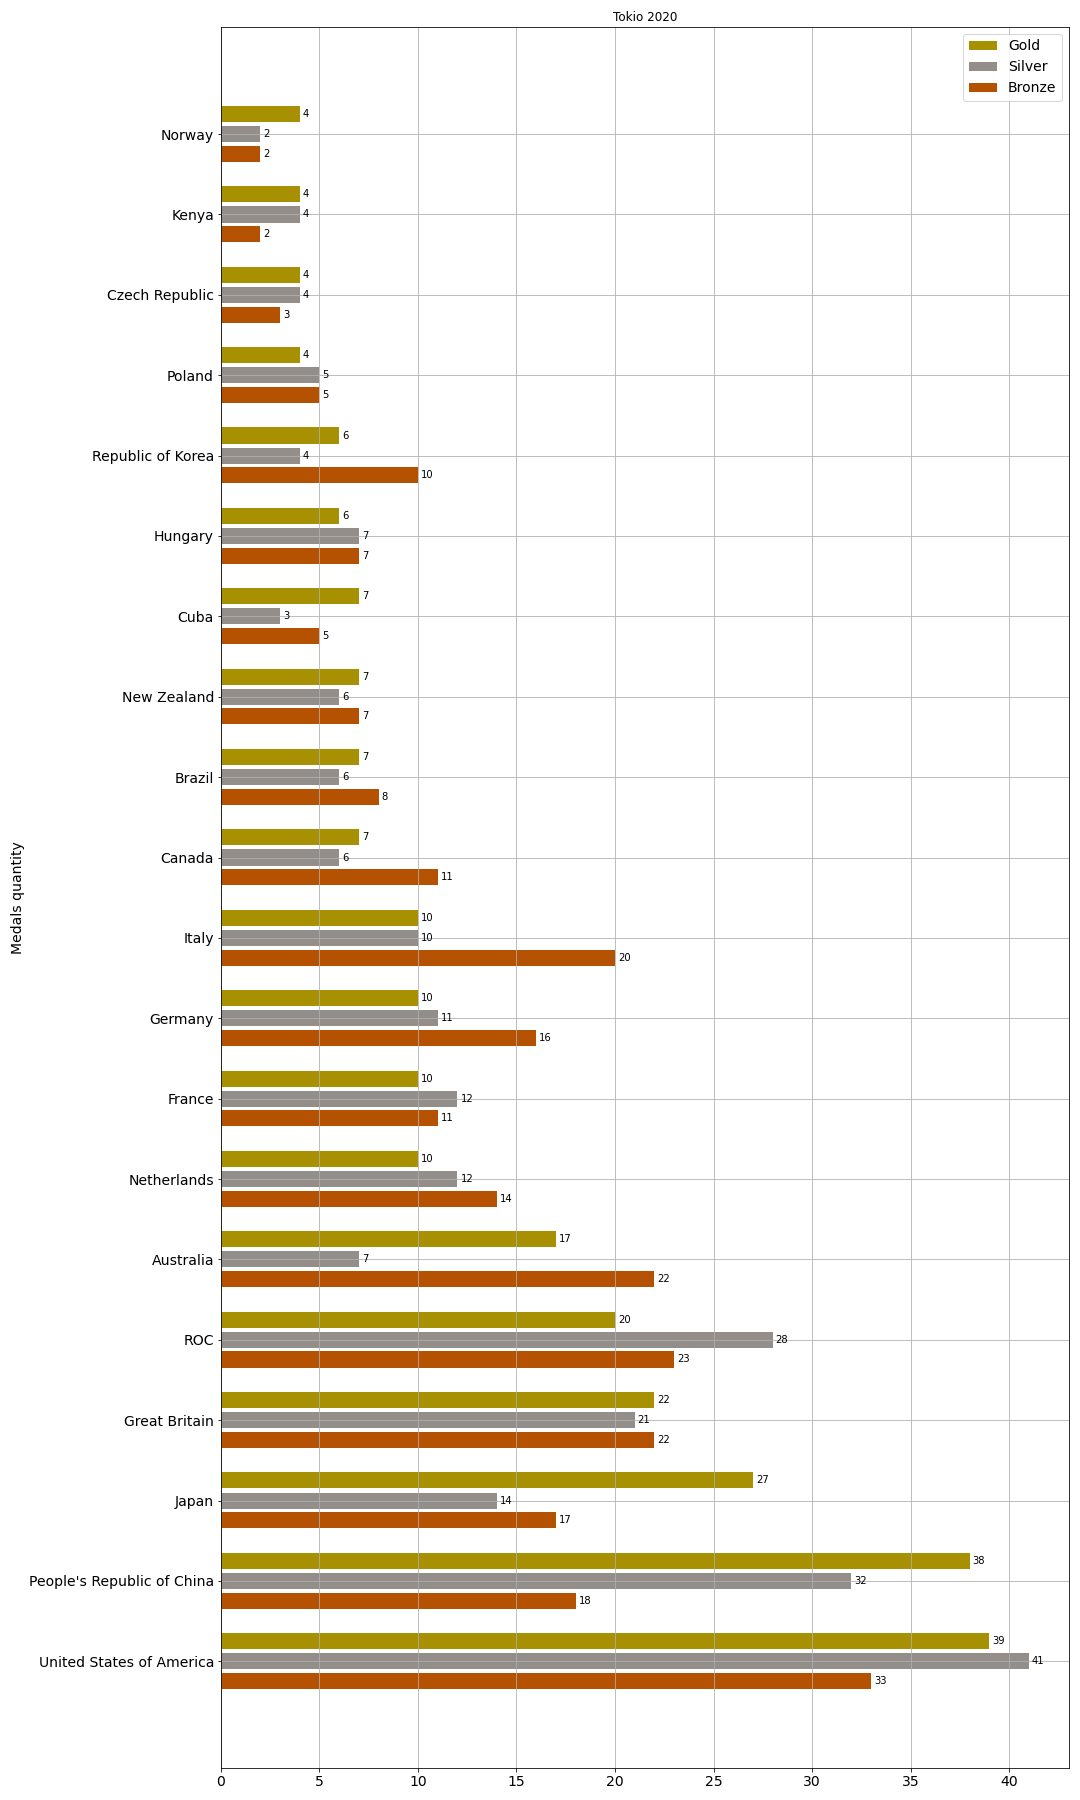 Tokio 2020
Gold
Silver
Bronze
Medals quantity
4
Norway 2
2
4
Kenya 4
2
4
Czech Republic 4
3
4
Poland 5
5
6
Republic of Korea 4
10
6
Hungary 7
7
7
Cuba 3
5
7
New Zealand 6
7
7
Brazil 6
8
7
Canada 6
11
10
Italy 10
20
10
Germany 11
16
10
France 12
11
10
Netherlands 12
14
17
Australia 7
22
20
ROC 28
23
22
Great Britain 21
22
27
Japan 14
17
38
People's Republic of China 32
18
39
United States of America 41
33
0 5 10 15 20 25 30 35 40